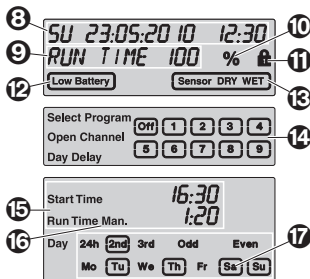 8 SU 23:05:2010 12:30 10
9 RUN TIME 100 % 11
12 Low Battery Sensor DRY WET 13
Select Program Off 1 2 3 4
Open Channel 14
Day Delay 5 6 7 8 9
15 Start Time 16:30
16 Run Time Man. 1:20 17
Day 24h 2nd 3rd Odd Even
Mo Tu We Th Fr Sa Su